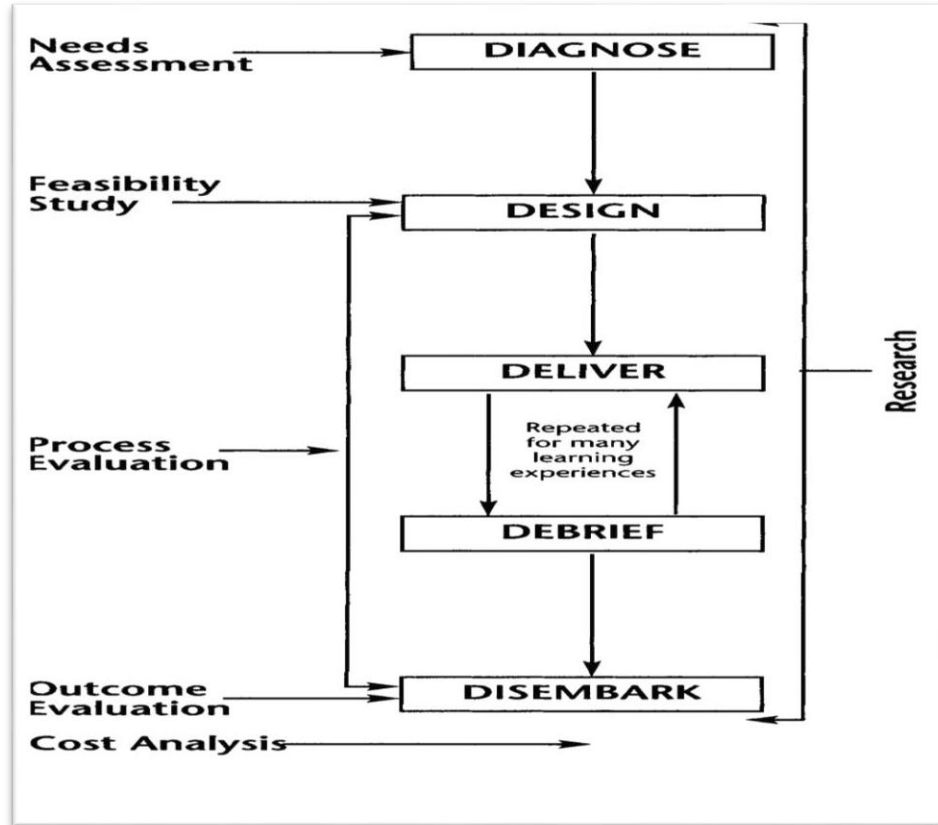 Needs
Assessment
DIAGNOSE
Feasibility
Study
DESIGN
DELIVER
Repeated
for many
learning
experiences
Process
Evaluation
Research
DEBRIEF
Outcome
Evaluation
DISEMBARK
Cost Analysis